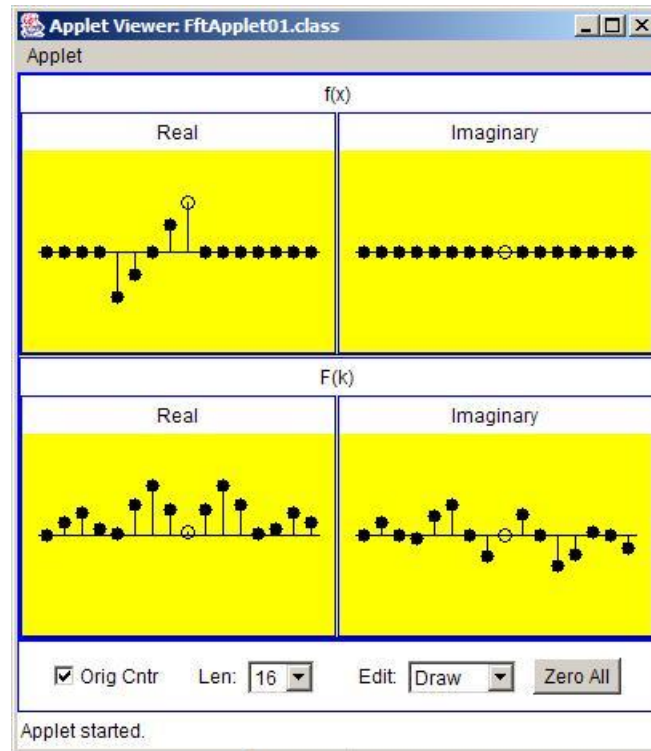 Applet Viewer: FftApplet01.class
Applet
f(x)
Real Imaginary
F(k)
Real Imaginary
Orig Cntr Len: 16 Edit: Draw Zero All
Applet started.